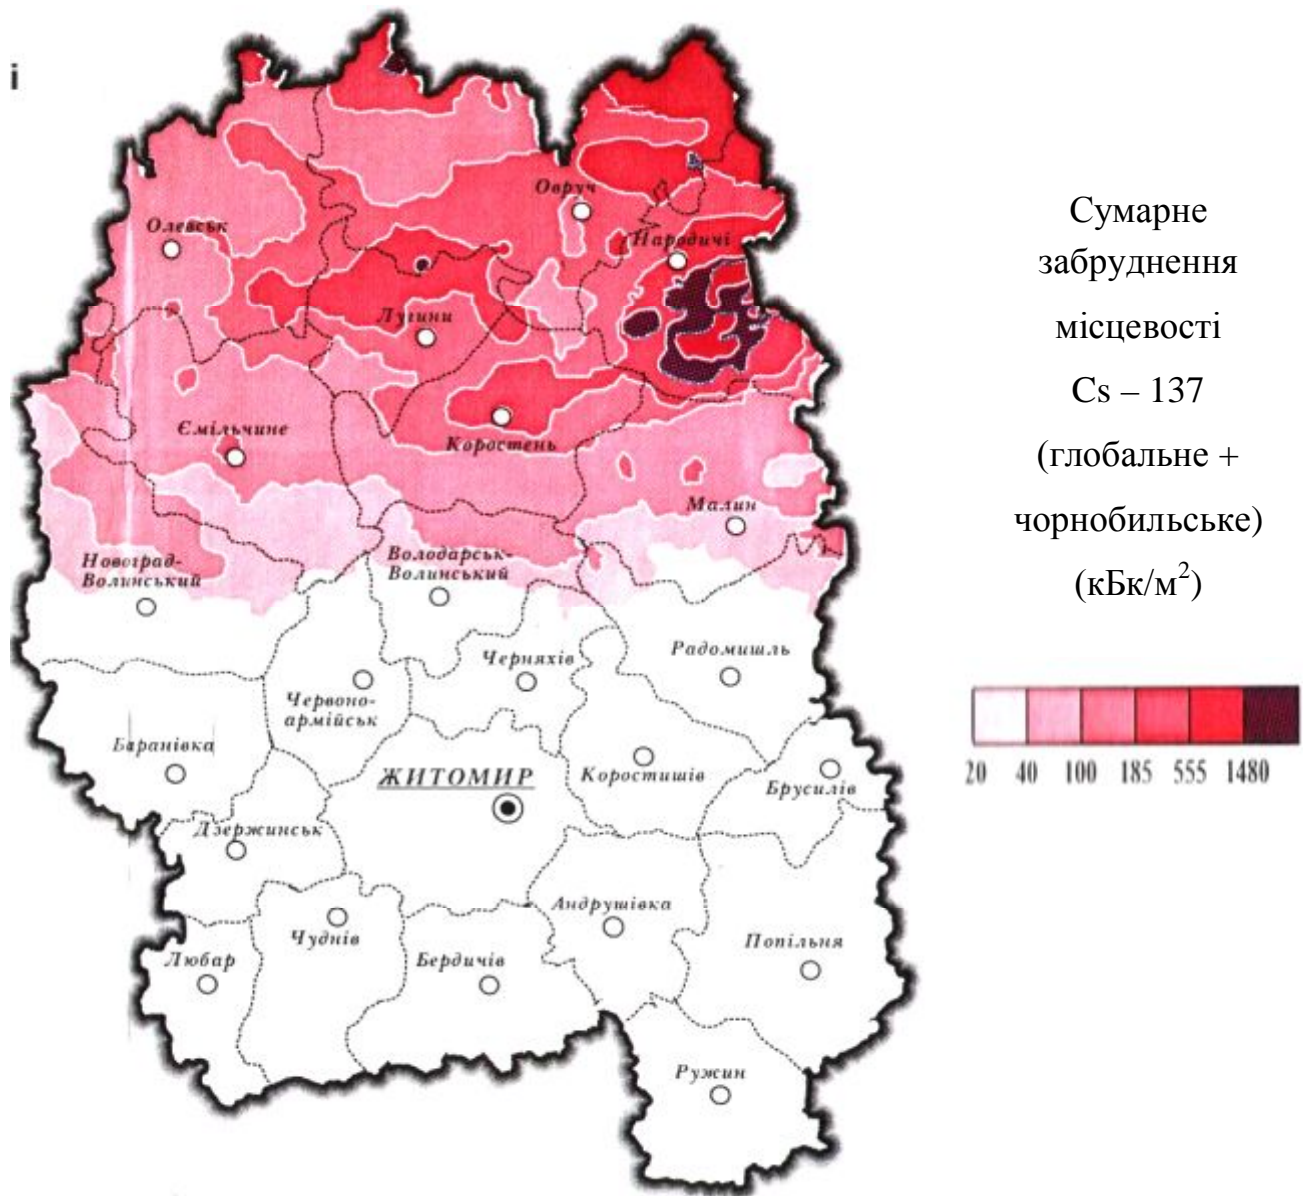 і
Овруч
Олевськ
Народичі
Лугини
Ємільчине
Коростень
Малин
Новоград-
Волинський
Володарськ-
Волинський
Черняхів
Радомишль
Червоно-
армійськ
Баранівка
ЖИТОМИР
Коростишів
Брусилів
Дзержинськ
Андрушівка
Чуднів
Попільня
Любар
Бердичів
Ружин
Сумарне
забруднення
місцевості
Cs – 137
(глобальне +
чорнобильське)
(кБк/м²)
20 40 100 185 555 1480